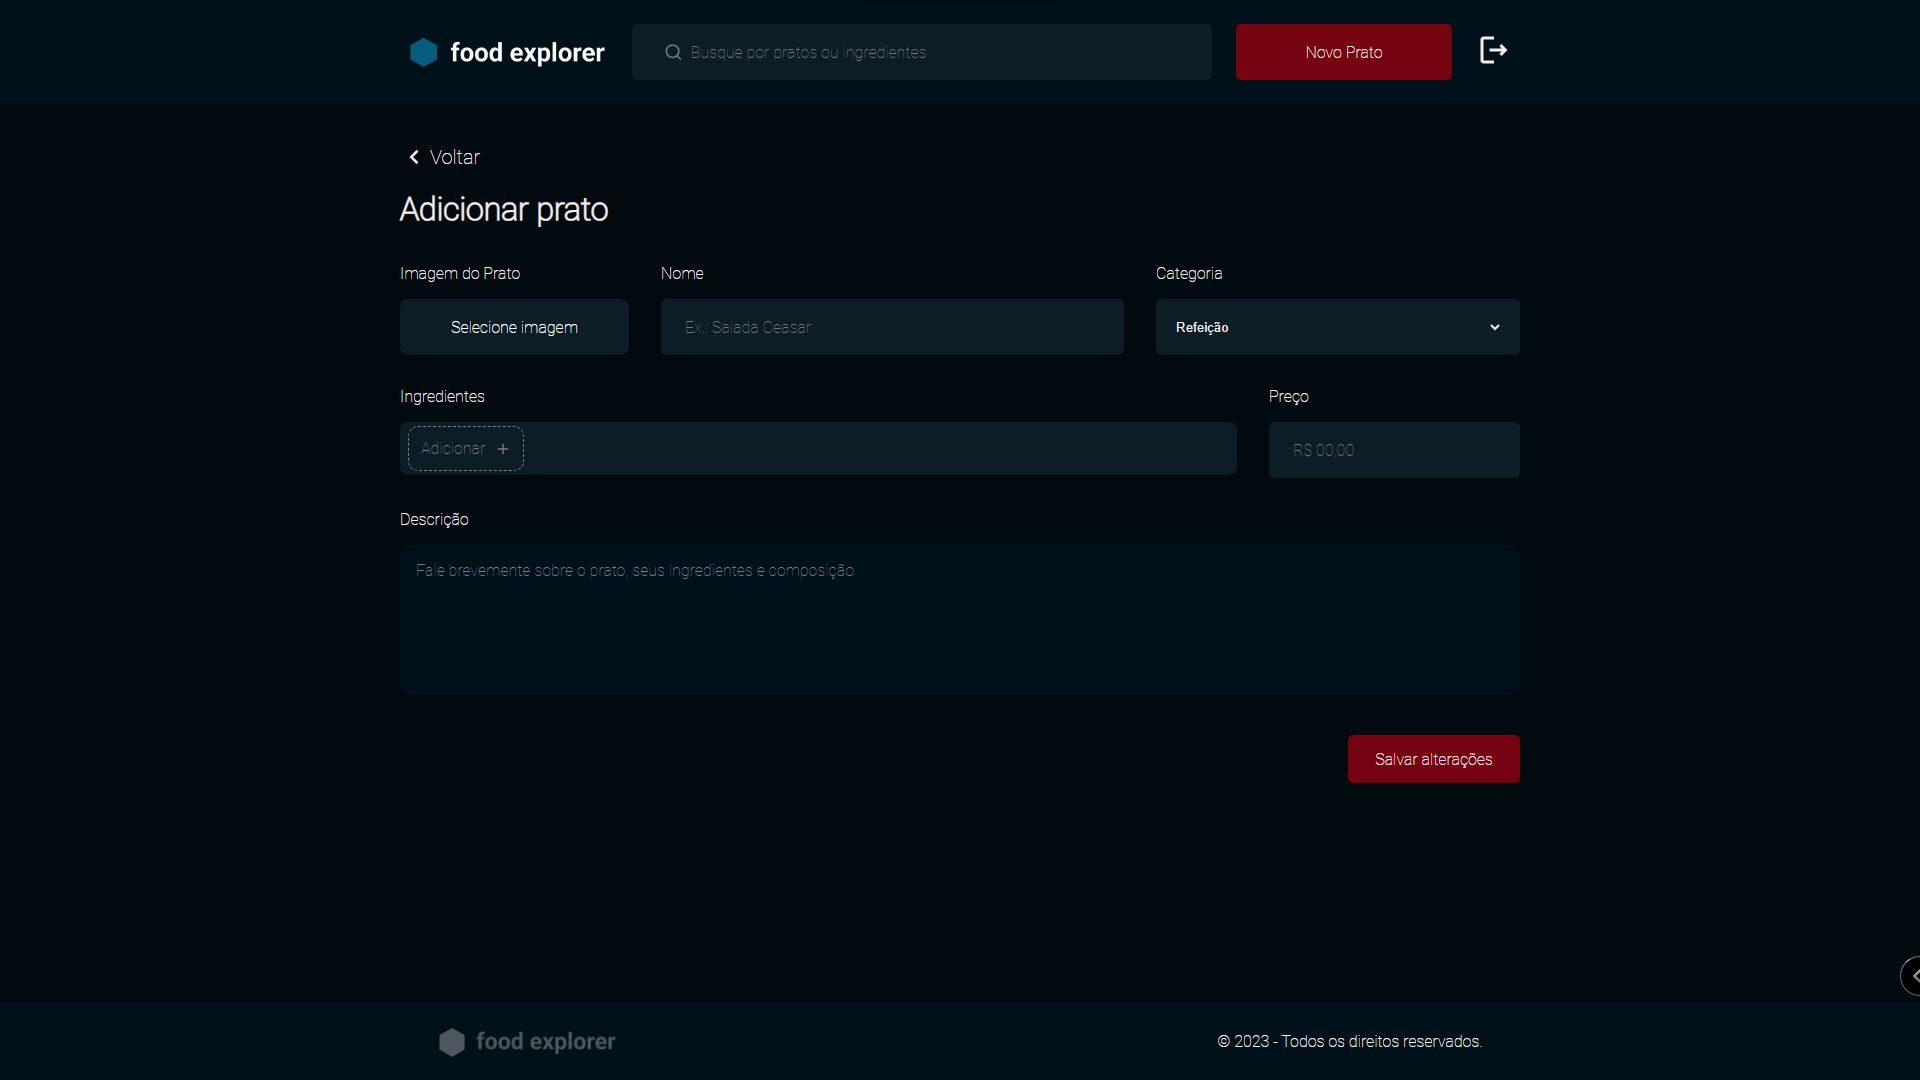 food explorer
Busque por pratos ou ingredientes
Novo Prato
Voltar
Adicionar prato
Imagem do Prato
Nome
Categoria
Selecione imagem
Ex.: Salada Ceasar
Refeição
Ingredientes
Preço
Adicionar +
R$ 00,00
Descrição
Fale brevemente sobre o prato, seus ingredientes e composição
Salvar alterações
food explorer
© 2023 - Todos os direitos reservados.